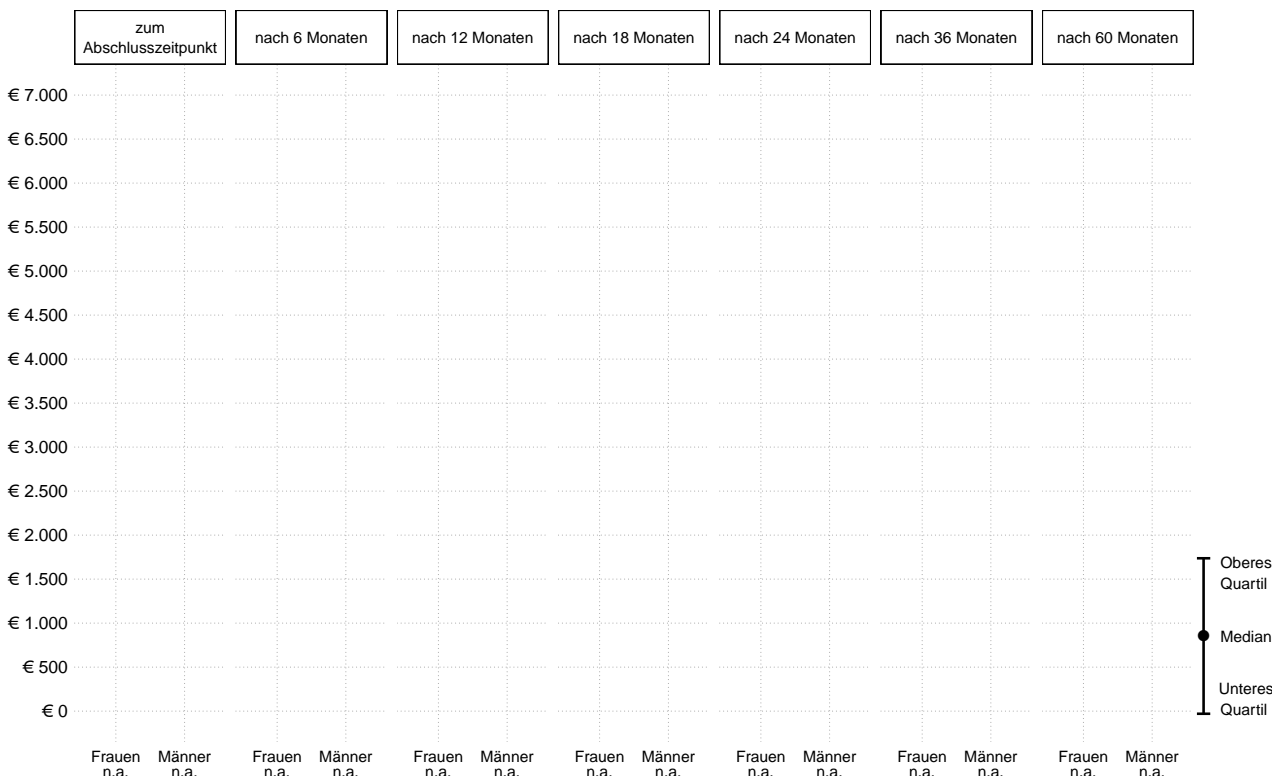 zum
Abschlusszeitpunkt
nach 6 Monaten
nach 12 Monaten
nach 18 Monaten
nach 24 Monaten
nach 36 Monaten
nach 60 Monaten
€ 7.000
€ 6.500
€ 6.000
€ 5.500
€ 5.000
€ 4.500
€ 4.000
€ 3.500
€ 3.000
€ 2.500
€ 2.000
€ 1.500
€ 1.000
€ 500
€ 0
Oberes
Quartil
Median
Unteres
Quartil
Frauen Männer Frauen Männer Frauen Männer Frauen Männer Frauen Männer Frauen Männer Frauen Männer
n.a. n.a. n.a. n.a. n.a. n.a. n.a. n.a. n.a. n.a. n.a. n.a. n.a. n.a.